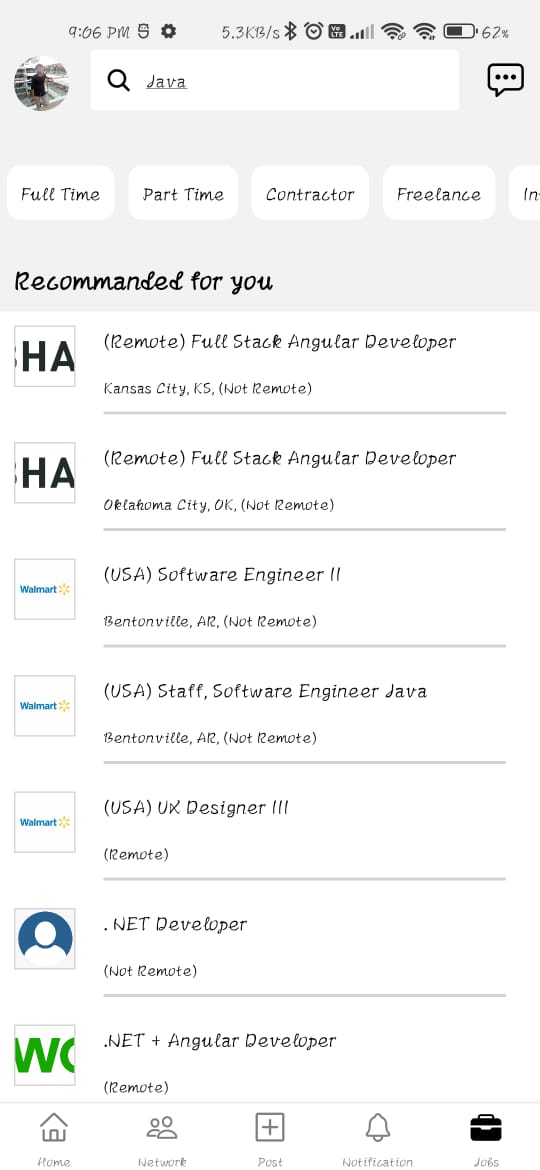 9:06 PM 5.3KB/s Vo LTE 62%
Java
Full Time Part Time Contractor Freelance In
Recommanded for you
HA
(Remote) Full Stack Angular Developer
Kansas City, KS, (Not Remote)
HA
(Remote) Full Stack Angular Developer
Oklahoma City, OK, (Not Remote)
Walmart
(USA) Software Engineer II
Bentonville, AR, (Not Remote)
Walmart
(USA) Staff, Software Engineer Java
Bentonville, AR, (Not Remote)
Walmart
(USA) UX Designer III
(Remote)
. NET Developer
(Not Remote)
WO
.NET + Angular Developer
(Remote)
Home Network Post Notification Jobs